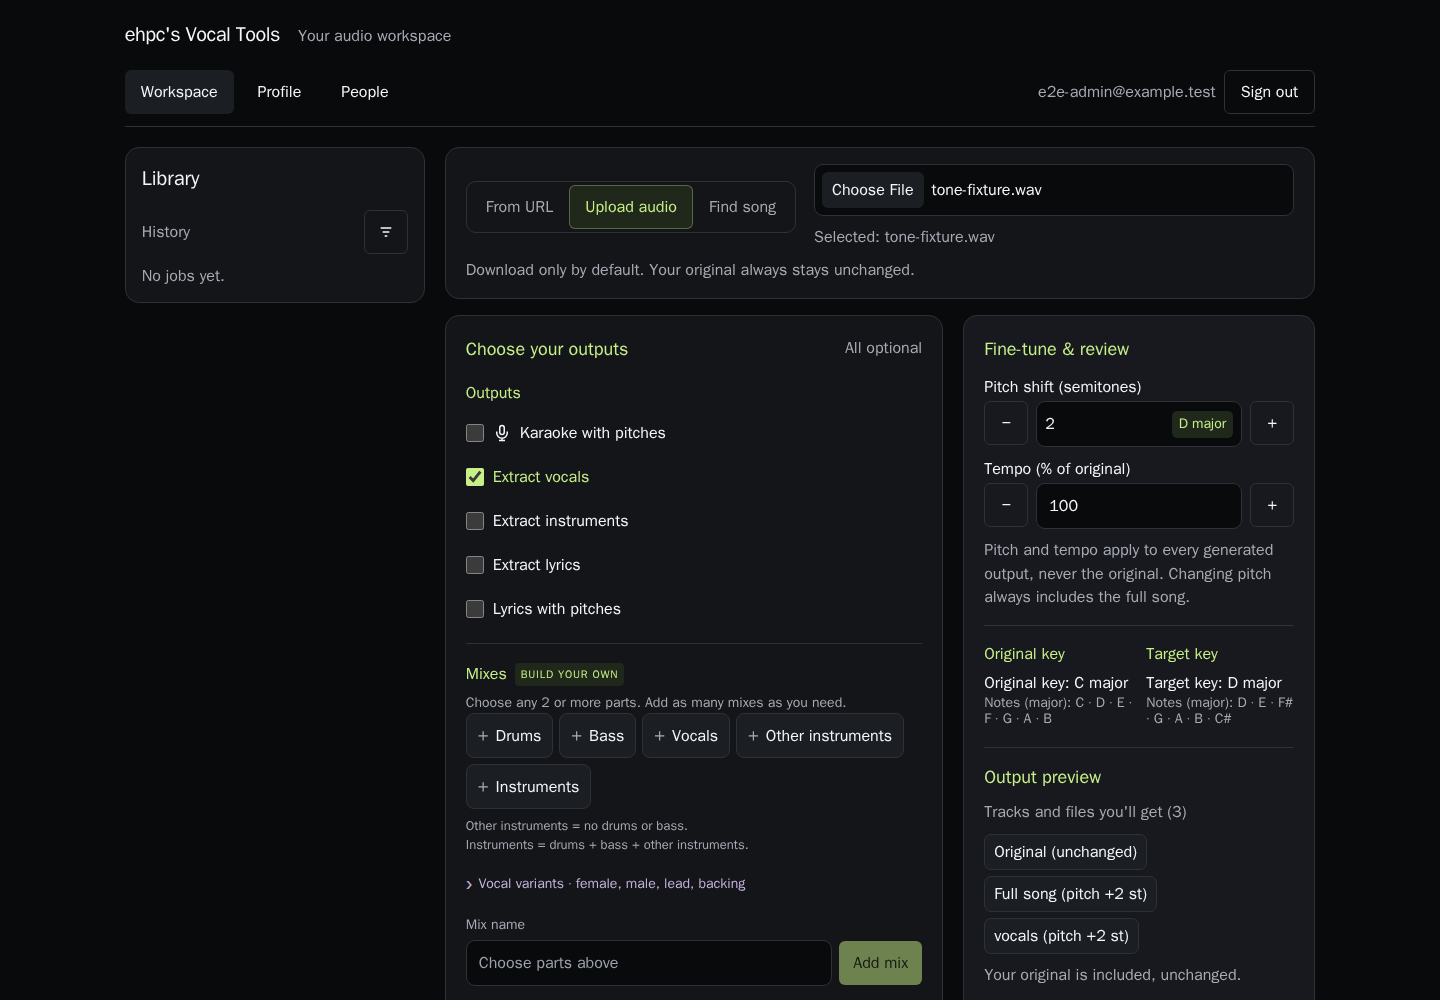 ehpc's Vocal Tools Your audio workspace
Workspace Profile People e2e-admin@example.test Sign out
Library
History
No jobs yet.
From URL Upload audio Find song
Choose File tone-fixture.wav
Selected: tone-fixture.wav
Download only by default. Your original always stays unchanged.
Choose your outputs All optional
Outputs
Karaoke with pitches
Extract vocals
Extract instruments
Extract lyrics
Lyrics with pitches
Mixes BUILD YOUR OWN
Choose any 2 or more parts. Add as many mixes as you need.
+ Drums + Bass + Vocals + Other instruments
+ Instruments
Other instruments = no drums or bass.
Instruments = drums + bass + other instruments.
› Vocal variants · female, male, lead, backing
Mix name
Choose parts above Add mix
Fine-tune & review
Pitch shift (semitones)
− 2 D major +
Tempo (% of original)
− 100 +
Pitch and tempo apply to every generated
output, never the original. Changing pitch
always includes the full song.
Original key
Original key: C major
Notes (major): C · D · E ·
F · G · A · B
Target key
Target key: D major
Notes (major): D · E · F#
· G · A · B · C#
Output preview
Tracks and files you'll get (3)
Original (unchanged)
Full song (pitch +2 st)
vocals (pitch +2 st)
Your original is included, unchanged.